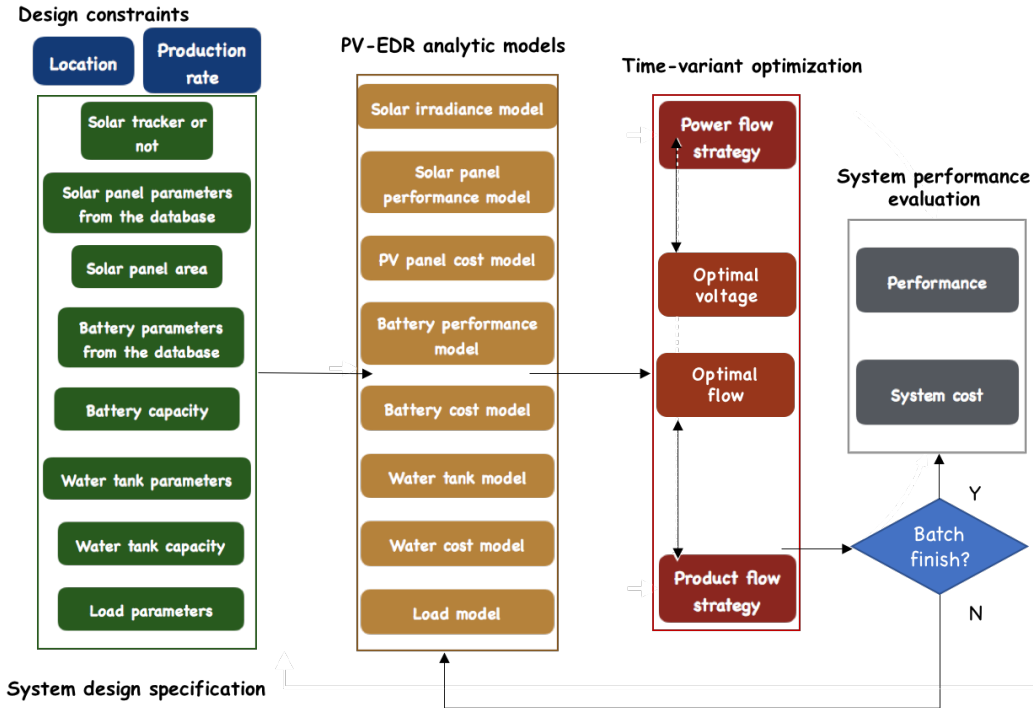 Design constraints
Location
Production
rate
Solar tracker or
not
Solar panel parameters
from the database
Solar panel area
Battery parameters
from the database
Battery capacity
Water tank parameters
Water tank capacity
Load parameters
System design specification
PV-EDR analytic models
Solar irradiance model
Solar panel
performance model
PV panel cost model
Battery performance
model
Battery cost model
Water tank model
Water cost model
Load model
Time-variant optimization
Power flow
strategy
Optimal
voltage
Optimal
flow
Product flow
strategy
System performance
evaluation
Performance
System cost
Y
Batch
finish?
N